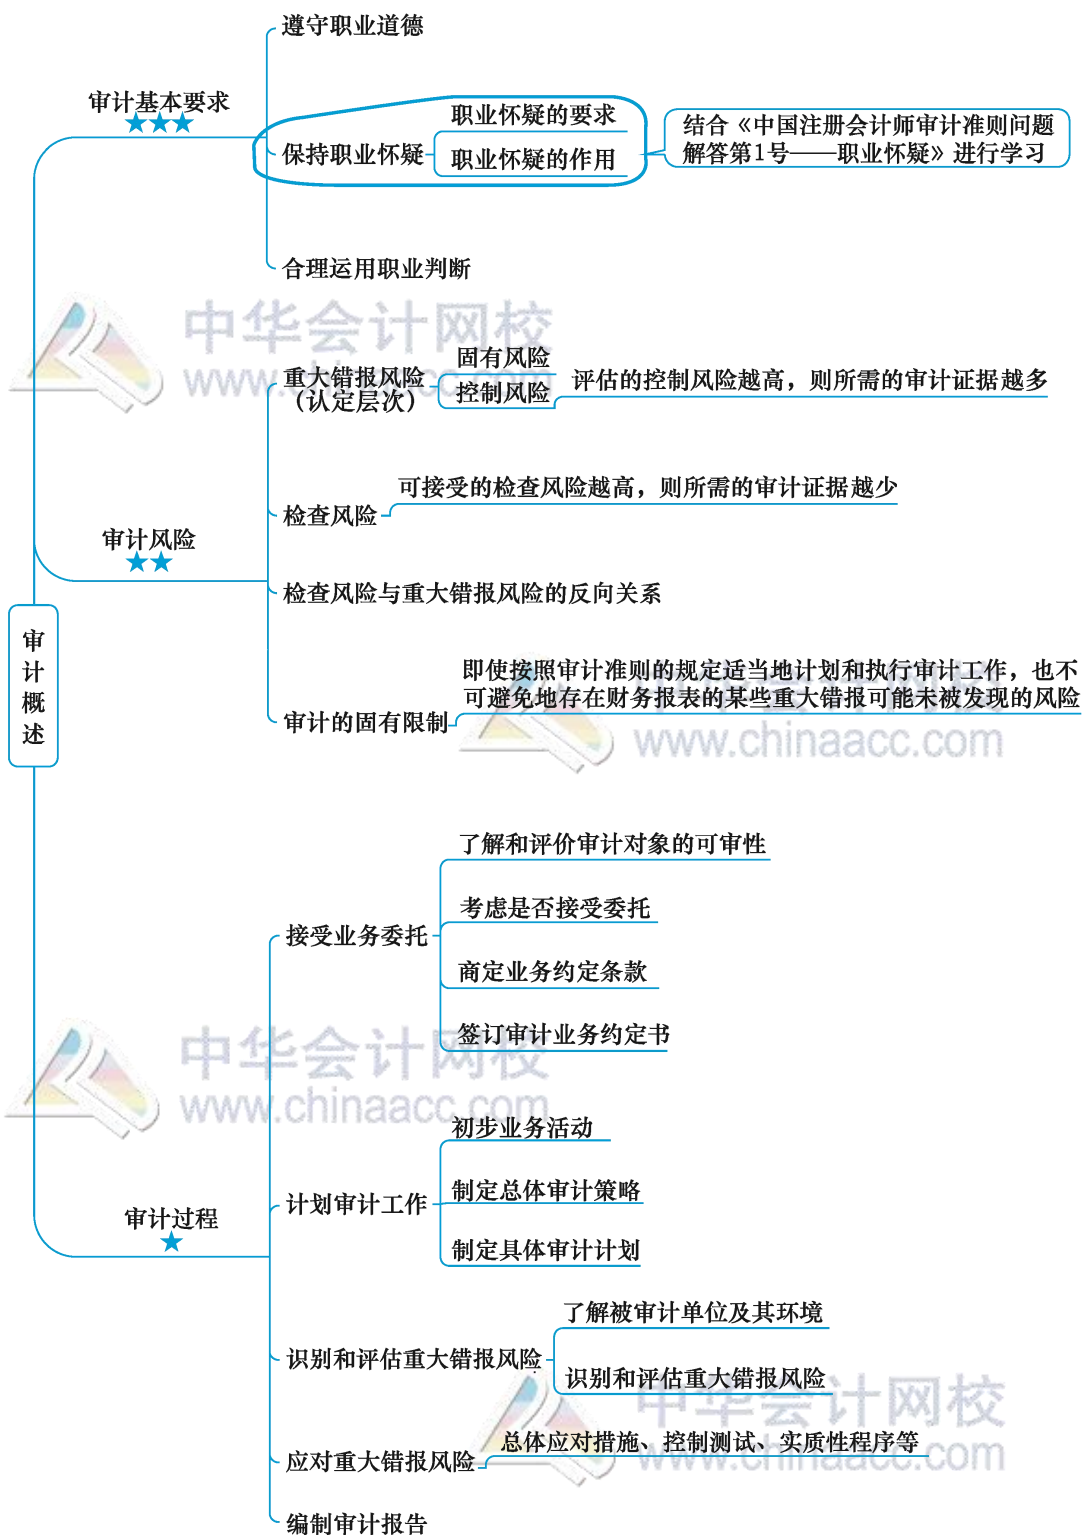 遵守职业道德
审计基本要求
★★★
保持职业怀疑
职业怀疑的要求
职业怀疑的作用
结合《中国注册会计师审计准则问题
解答第1号——职业怀疑》进行学习
合理运用职业判断
中华会计网校
www.chinaacc.com
重大错报风险
（认定层次）
固有风险
控制风险
评估的控制风险越高，则所需的审计证据越多
检查风险
可接受的检查风险越高，则所需的审计证据越少
审计风险
★★
检查风险与重大错报风险的反向关系
审计的固有限制
即使按照审计准则的规定适当地计划和执行审计工作，也不
可避免地存在财务报表的某些重大错报可能未被发现的风险
中华会计网校
www.chinaacc.com
审
计
概
述
接受业务委托
了解和评价审计对象的可审性
考虑是否接受委托
商定业务约定条款
签订审计业务约定书
中华会计网校
www.chinaacc.com
审计过程
★
计划审计工作
初步业务活动
制定总体审计策略
制定具体审计计划
识别和评估重大错报风险
了解被审计单位及其环境
识别和评估重大错报风险
中华会计网校
www.chinaacc.com
应对重大错报风险
总体应对措施、控制测试、实质性程序等
编制审计报告